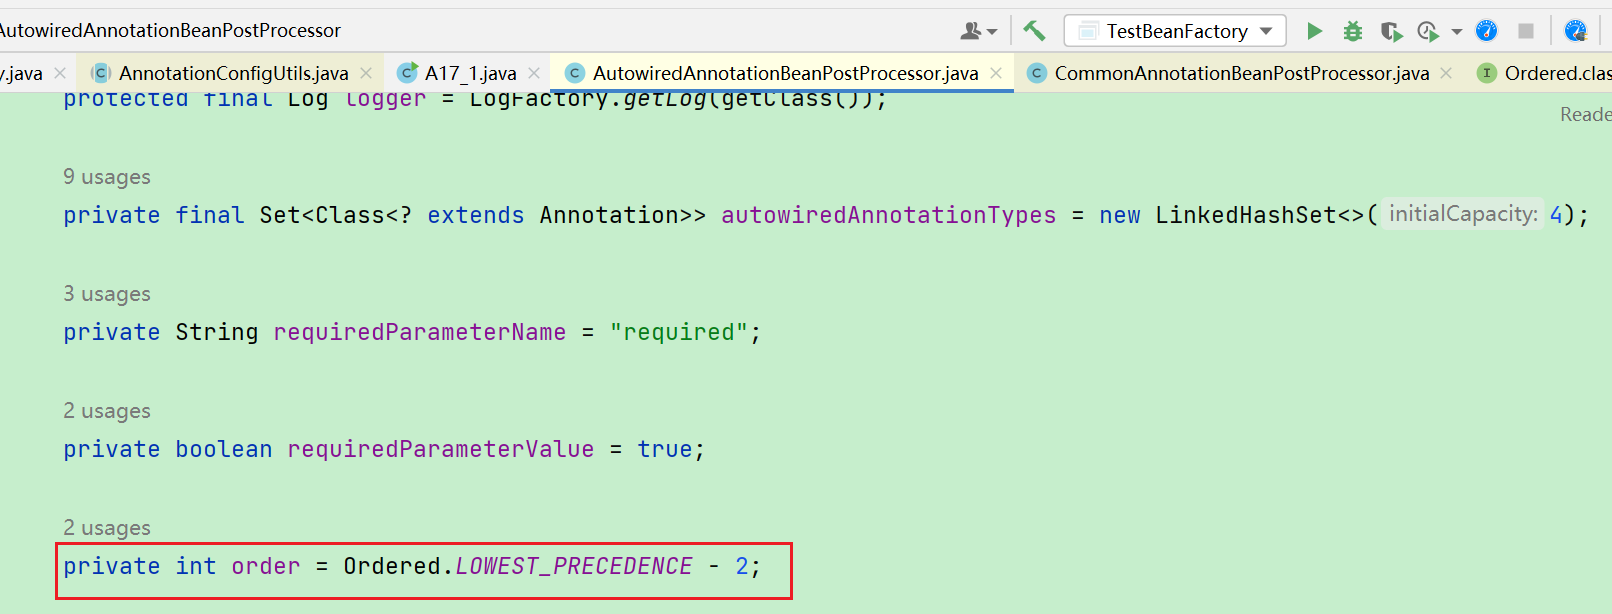 AutowiredAnnotationBeanPostProcessor
TestBeanFactory
y.java
AnnotationConfigUtils.java
A17_1.java
AutowiredAnnotationBeanPostProcessor.java
CommonAnnotationBeanPostProcessor.java
Ordered.clas
protected final Log logger = LogFactory.getLog(getClass());
Reade
9 usages
private final Set<Class<? extends Annotation>> autowiredAnnotationTypes = new LinkedHashSet<>( initialCapacity: 4);
3 usages
private String requiredParameterName = "required";
2 usages
private boolean requiredParameterValue = true;
2 usages
private int order = Ordered.LOWEST_PRECEDENCE - 2;